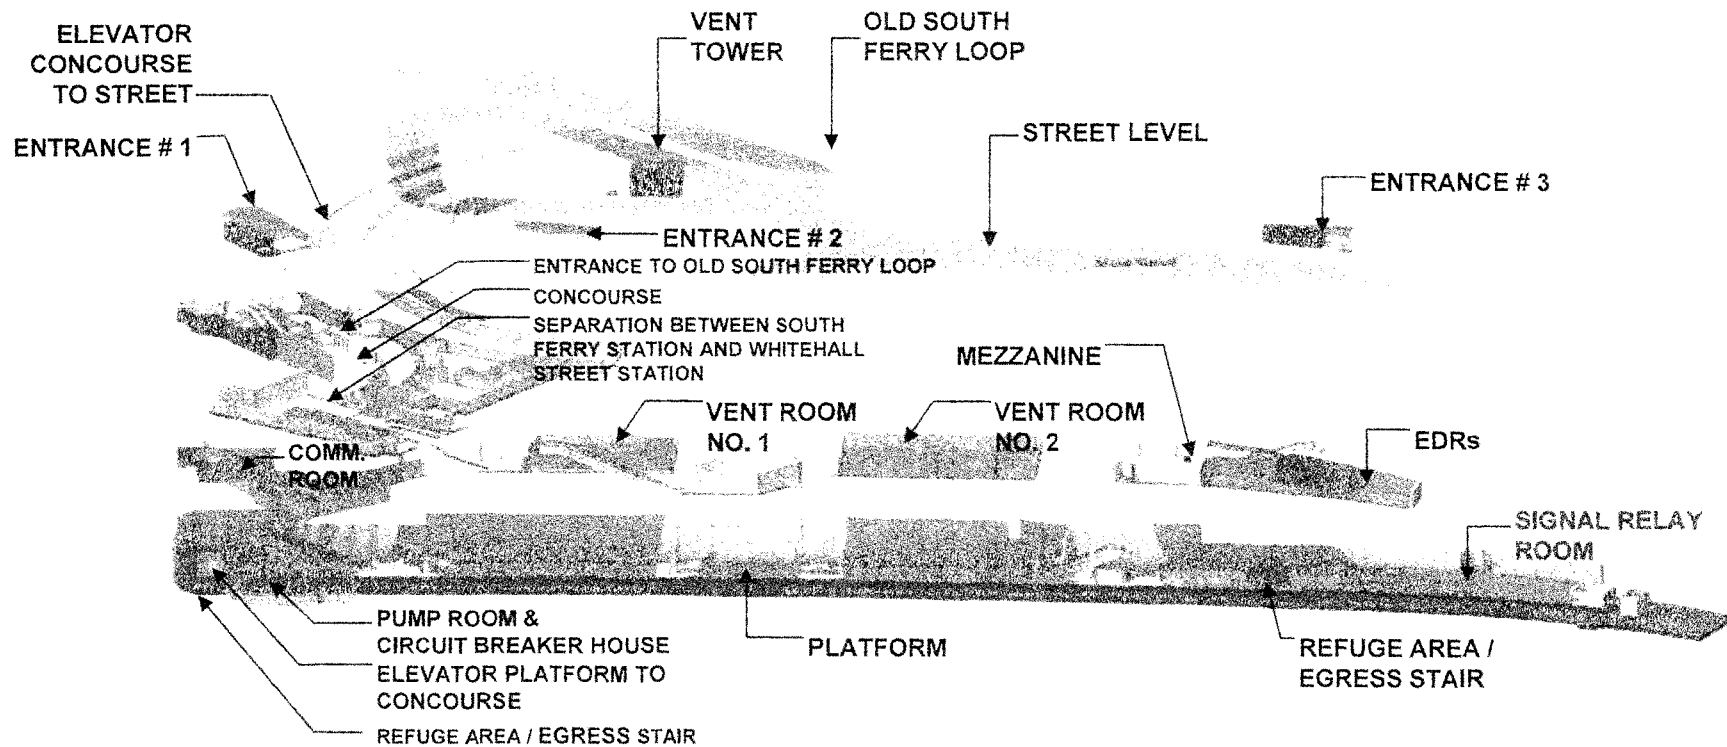 ELEVATOR
CONCOURSE
TO STREET
ENTRANCE # 1
VENT
TOWER
OLD SOUTH
FERRY LOOP
STREET LEVEL
ENTRANCE # 3
ENTRANCE # 2
ENTRANCE TO OLD SOUTH FERRY LOOP
CONCOURSE
SEPARATION BETWEEN SOUTH
FERRY STATION AND WHITEHALL
STREET STATION
MEZZANINE
VENT ROOM
NO. 1
VENT ROOM
NO. 2
EDRs
COMM.
ROOM
SIGNAL RELAY
ROOM
PUMP ROOM &
CIRCUIT BREAKER HOUSE
ELEVATOR PLATFORM TO
CONCOURSE
REFUGE AREA / EGRESS STAIR
PLATFORM
REFUGE AREA /
EGRESS STAIR